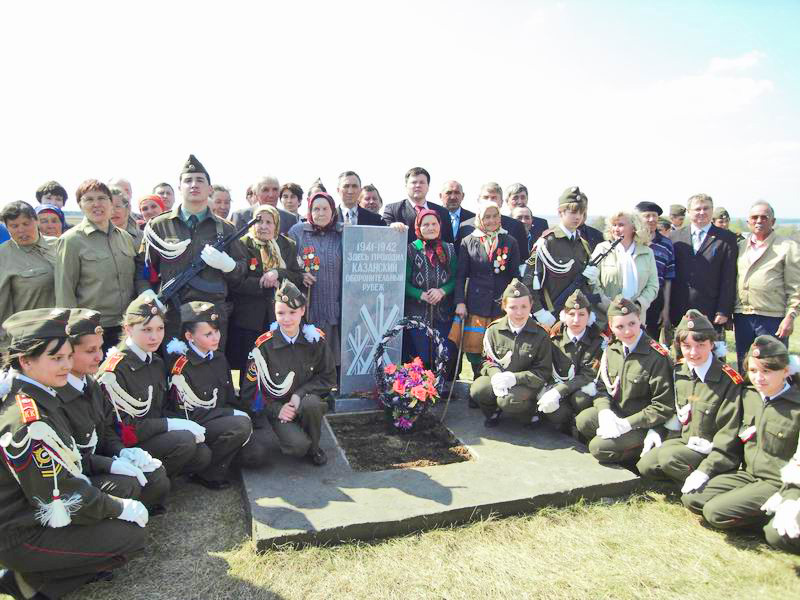 1941-1942
ЗДЕСЬ ПРОХОДИЛ
КАЗАНСКИЙ
ОБОРОНИТЕЛЬНЫЙ
РУБЕЖ